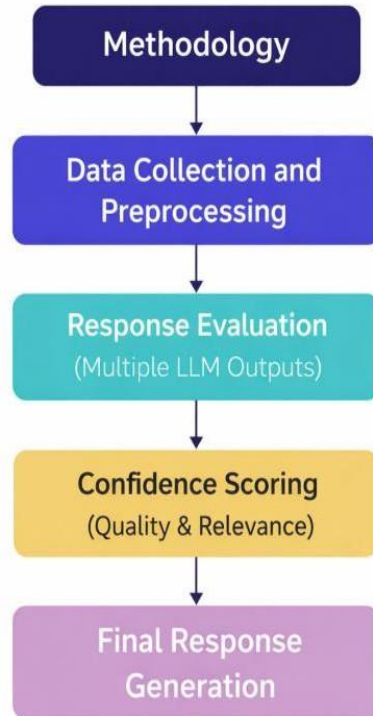 Methodology
Data Collection and
Preprocessing
Response Evaluation
(Multiple LLM Outputs)
Confidence Scoring
(Quality & Relevance)
Final Response
Generation